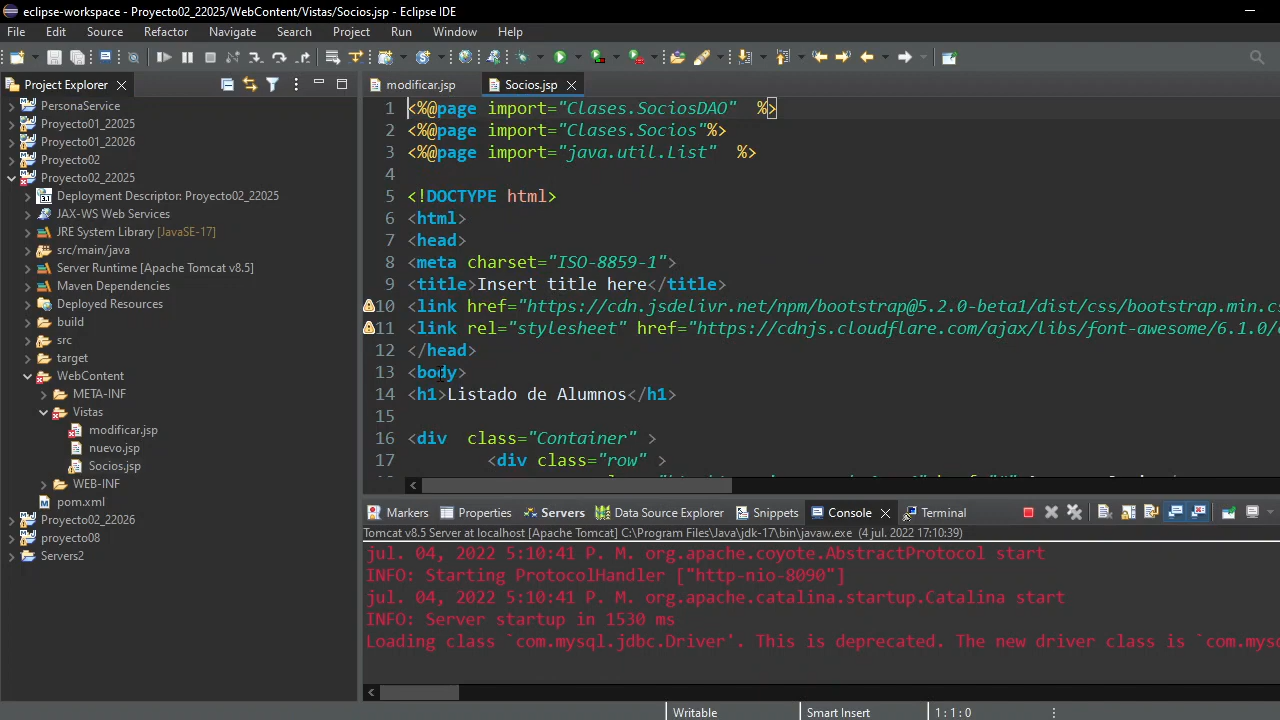 eclipse-workspace - Proyecto02_22025/WebContent/Vistas/Socios.jsp - Eclipse IDE
File Edit Source Refactor Navigate Search Project Run Window Help
Project Explorer
modificar.jsp
Socios.jsp
PersonaService
Proyecto01_22025
Proyecto01_22026
Proyecto02
Proyecto02_22025
Deployment Descriptor: Proyecto02_22025
JAX-WS Web Services
JRE System Library [JavaSE-17]
src/main/java
Server Runtime [Apache Tomcat v8.5]
Maven Dependencies
Deployed Resources
build
src
target
WebContent
META-INF
Vistas
modificar.jsp
nuevo.jsp
Socios.jsp
WEB-INF
pom.xml
Proyecto02_22026
proyecto08
Servers2
1 <%@page import="Clases.SociosDAO"  %>
2 <%@page import="Clases.Socios"%>
3 <%@page import="java.util.List"  %>
4
5 <!DOCTYPE html>
6 <html>
7 <head>
8 <meta charset="ISO-8859-1">
9 <title>Insert title here</title>
10 <link href="https://cdn.jsdelivr.net/npm/bootstrap@5.2.0-beta1/dist/css/bootstrap.min.cs
11 <link rel="stylesheet" href="https://cdnjs.cloudflare.com/ajax/libs/font-awesome/6.1.0/
12 </head>
13 <body>
14 <h1>Listado de Alumnos</h1>
15
16 <div  class="Container" >
17 <div class="row" >
Markers Properties Servers Data Source Explorer Snippets Console Terminal
Tomcat v8.5 Server at localhost [Apache Tomcat] C:\Program Files\Java\jdk-17\bin\javaw.exe (4 jul. 2022 17:10:39)
jul. 04, 2022 5:10:41 P. M. org.apache.coyote.AbstractProtocol start
INFO: Starting ProtocolHandler ["http-nio-8090"]
jul. 04, 2022 5:10:41 P. M. org.apache.catalina.startup.Catalina start
INFO: Server startup in 1530 ms
Loading class `com.mysql.jdbc.Driver'. This is deprecated. The new driver class is `com.mysq
Writable
Smart Insert
1 : 1 : 0